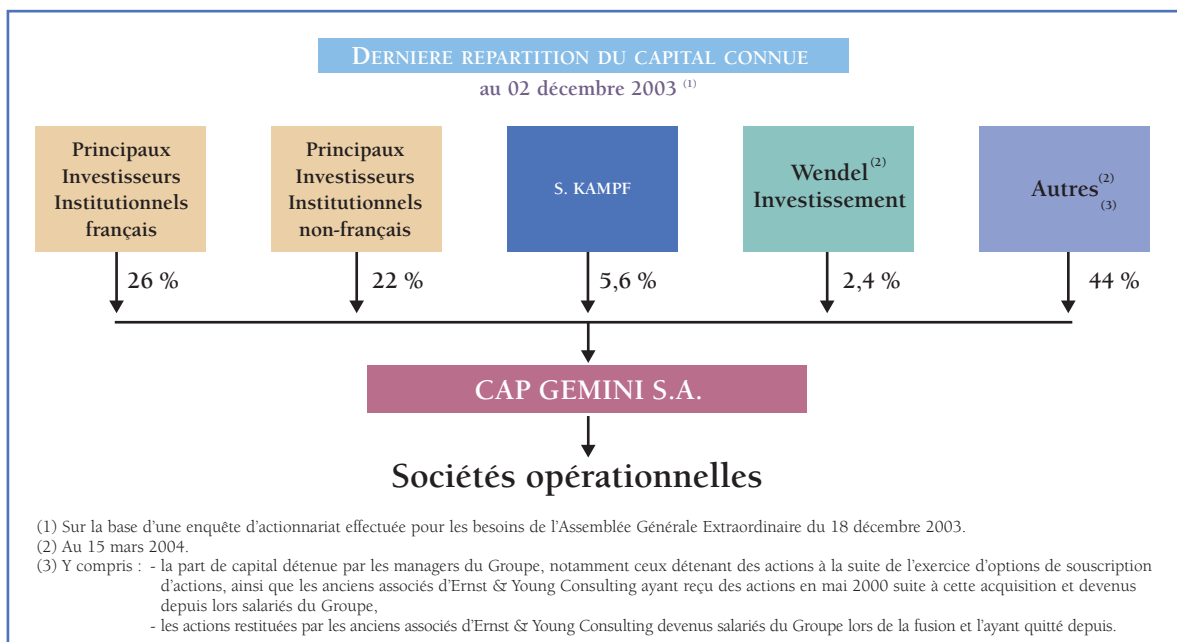 DERNIERE REPARTITION DU CAPITAL CONNUE
au 02 décembre 2003 (1)
Principaux
Investisseurs
Institutionnels
français
Principaux
Investisseurs
Institutionnels
non-français
S. KAMPF
Wendel (2)
Investissement
Autres (2)
(3)
26 %
22 %
5,6 %
2,4 %
44 %
CAP GEMINI S.A.
Sociétés opérationnelles
(1) Sur la base d'une enquête d'actionnariat effectuée pour les besoins de l'Assemblée Générale Extraordinaire du 18 décembre 2003.
(2) Au 15 mars 2004.
(3) Y compris : - la part de capital détenue par les managers du Groupe, notamment ceux détenant des actions à la suite de l'exercice d'options de souscription
d'actions, ainsi que les anciens associés d'Ernst & Young Consulting ayant reçu des actions en mai 2000 suite à cette acquisition et devenus
depuis lors salariés du Groupe,
- les actions restituées par les anciens associés d'Ernst & Young Consulting devenus salariés du Groupe lors de la fusion et l'ayant quitté depuis.